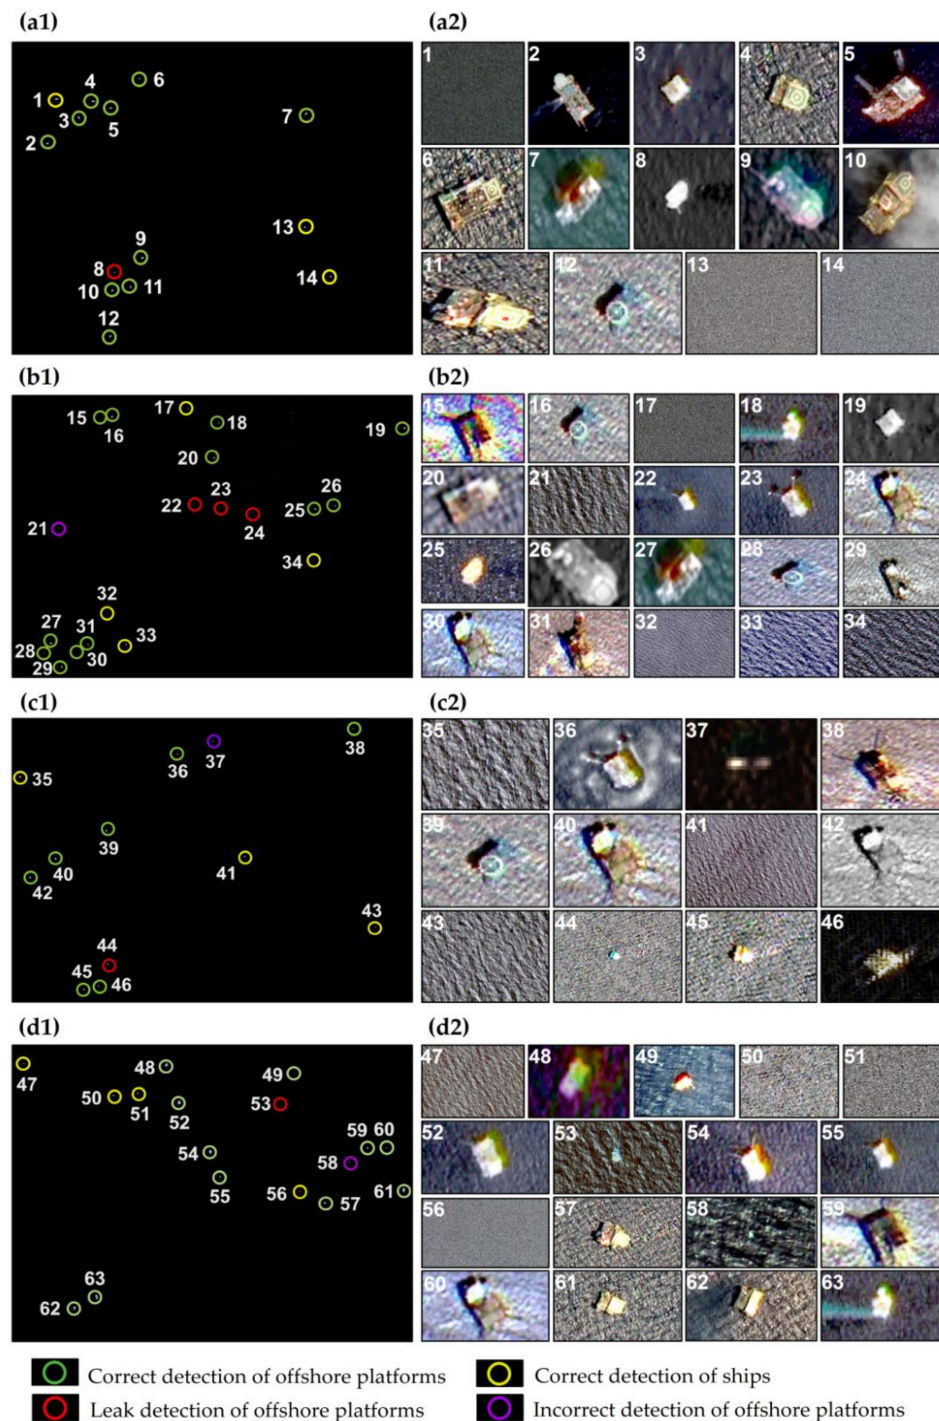 (a1) (a2)
1 4 6
3 5
2
7
13
9
8
10 11
14
12
1 2 3 4 5
6 7 8 9 10
11 12 13 14
(b1) (b2)
15 16 17 18 19
20
22 23 24 25 26
21
34
32
27 31 33
28 30
29
15 16 17 18 19
20 21 22 23 24
25 26 27 28 29
30 31 32 33 34
(c1) (c2)
36 37 38
35
39
40 41
42
43
44
45 46
35 36 37 38
39 40 41 42
43 44 45 46
(d1) (d2)
47 48 49
50 51 52 53
54 59 60
58
55 56 57 61
62 63
47 48 49 50 51
52 53 54 55
56 57 58 59
60 61 62 63
Correct detection of offshore platforms Correct detection of ships
Leak detection of offshore platforms Incorrect detection of offshore platforms